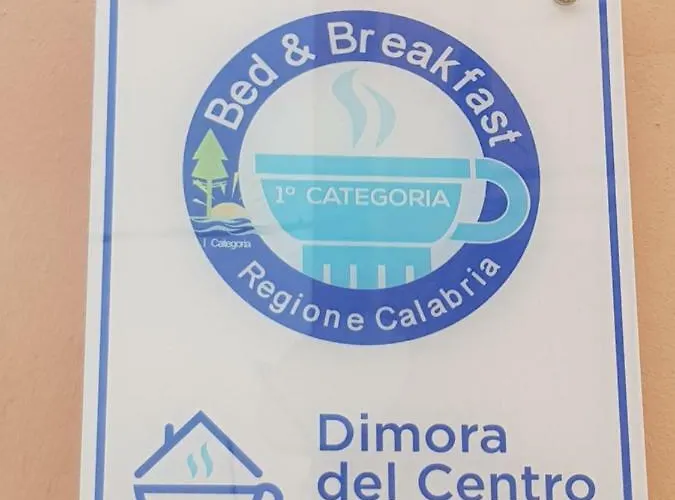 Bed & Breakfast
1° CATEGORIA
I Categoria
Regione Calabria
Dimora
del Centro